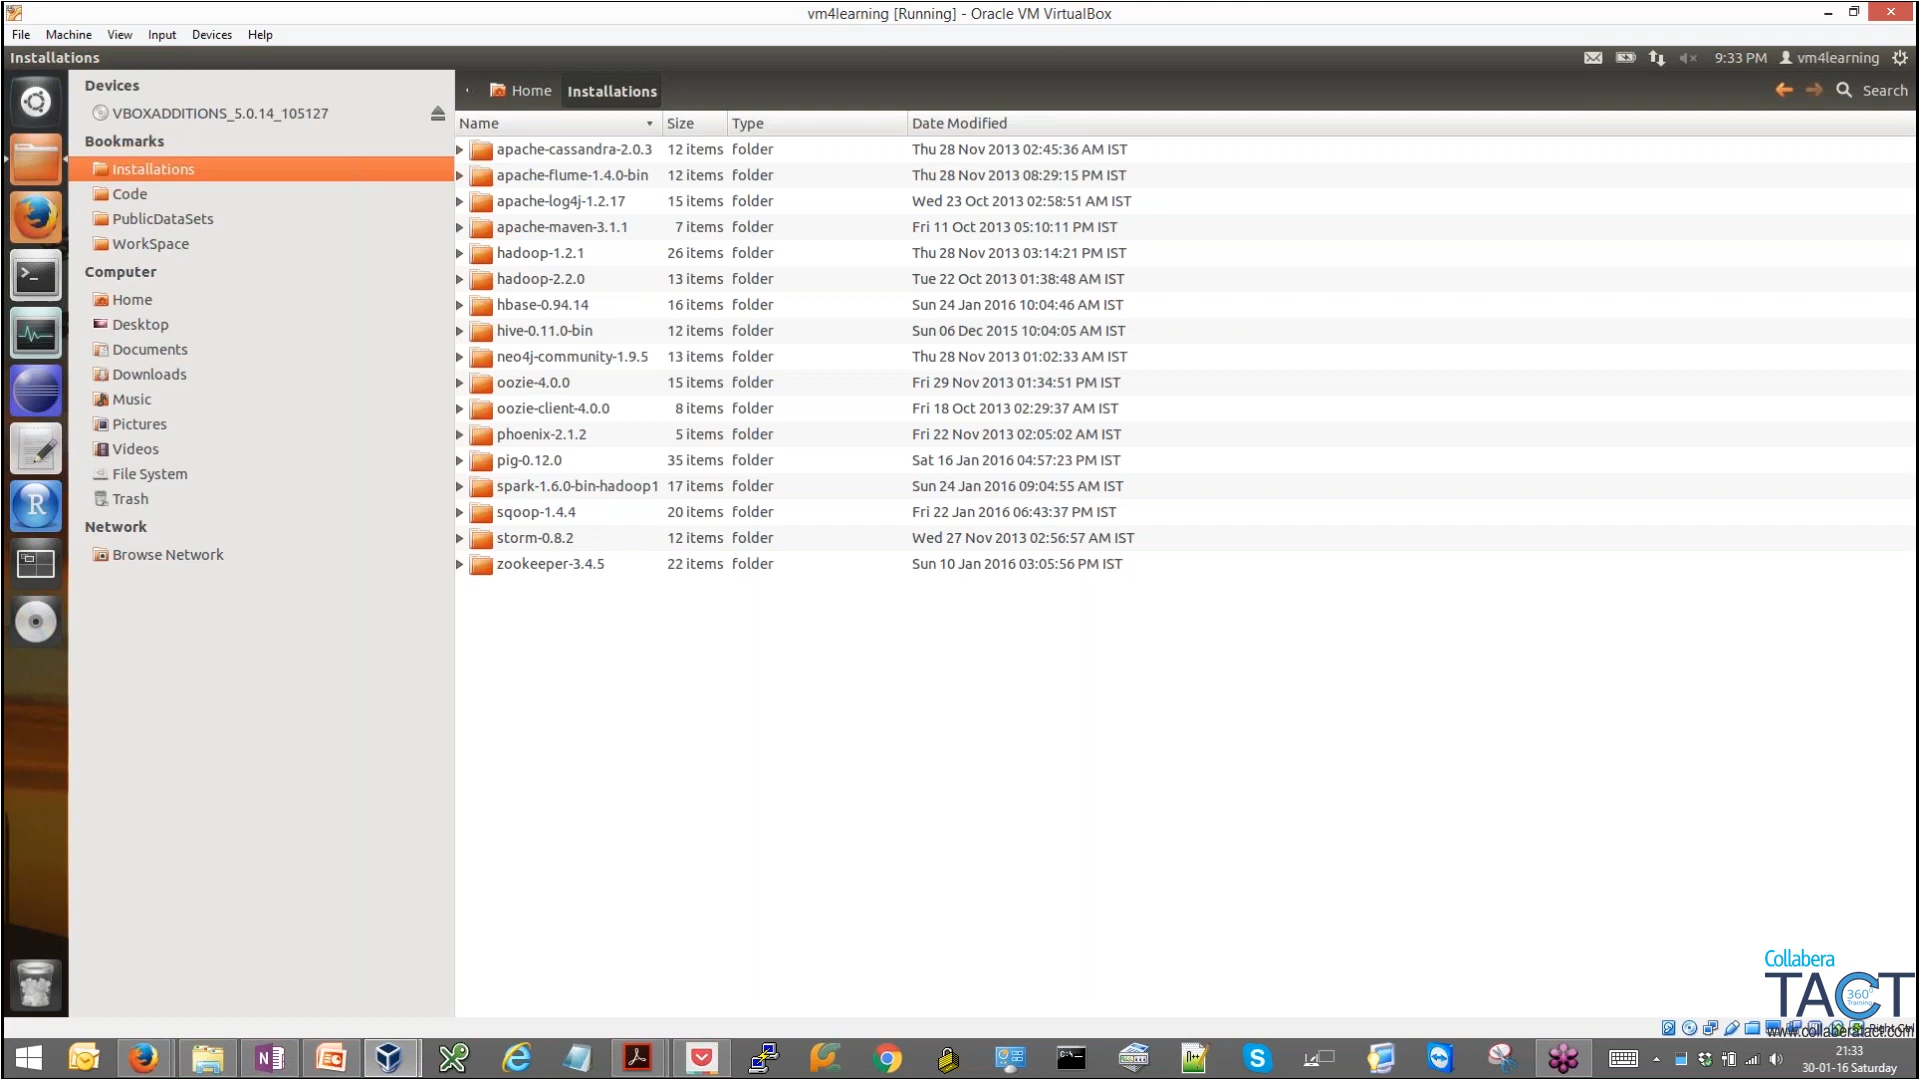 vm4learning [Running] - Oracle VM VirtualBox
File Machine View Input Devices Help
Installations 9:33 PM vm4learning
Devices
VBOXADDITIONS_5.0.14_105127
Bookmarks
Installations
Code
PublicDataSets
WorkSpace
Computer
Home
Desktop
Documents
Downloads
Music
Pictures
Videos
File System
Trash
Network
Browse Network
Home Installations Search
Name Size Type Date Modified
apache-cassandra-2.0.3 12 items folder Thu 28 Nov 2013 02:45:36 AM IST
apache-flume-1.4.0-bin 12 items folder Thu 28 Nov 2013 08:29:15 PM IST
apache-log4j-1.2.17 15 items folder Wed 23 Oct 2013 02:58:51 AM IST
apache-maven-3.1.1 7 items folder Fri 11 Oct 2013 05:10:11 PM IST
hadoop-1.2.1 26 items folder Thu 28 Nov 2013 03:14:21 PM IST
hadoop-2.2.0 13 items folder Tue 22 Oct 2013 01:38:48 AM IST
hbase-0.94.14 16 items folder Sun 24 Jan 2016 10:04:46 AM IST
hive-0.11.0-bin 12 items folder Sun 06 Dec 2015 10:04:05 AM IST
neo4j-community-1.9.5 13 items folder Thu 28 Nov 2013 01:02:33 AM IST
oozie-4.0.0 15 items folder Fri 29 Nov 2013 01:34:51 PM IST
oozie-client-4.0.0 8 items folder Fri 18 Oct 2013 02:29:37 AM IST
phoenix-2.1.2 5 items folder Fri 22 Nov 2013 02:05:02 AM IST
pig-0.12.0 35 items folder Sat 16 Jan 2016 04:57:23 PM IST
spark-1.6.0-bin-hadoop1 17 items folder Sun 24 Jan 2016 09:04:55 AM IST
sqoop-1.4.4 20 items folder Fri 22 Jan 2016 06:43:37 PM IST
storm-0.8.2 12 items folder Wed 27 Nov 2013 02:56:57 AM IST
zookeeper-3.4.5 22 items folder Sun 10 Jan 2016 03:05:56 PM IST
Collabera
TACT
360°
Training
www.collaberatact.com
Right Ctrl
21:33
30-01-16 Saturday